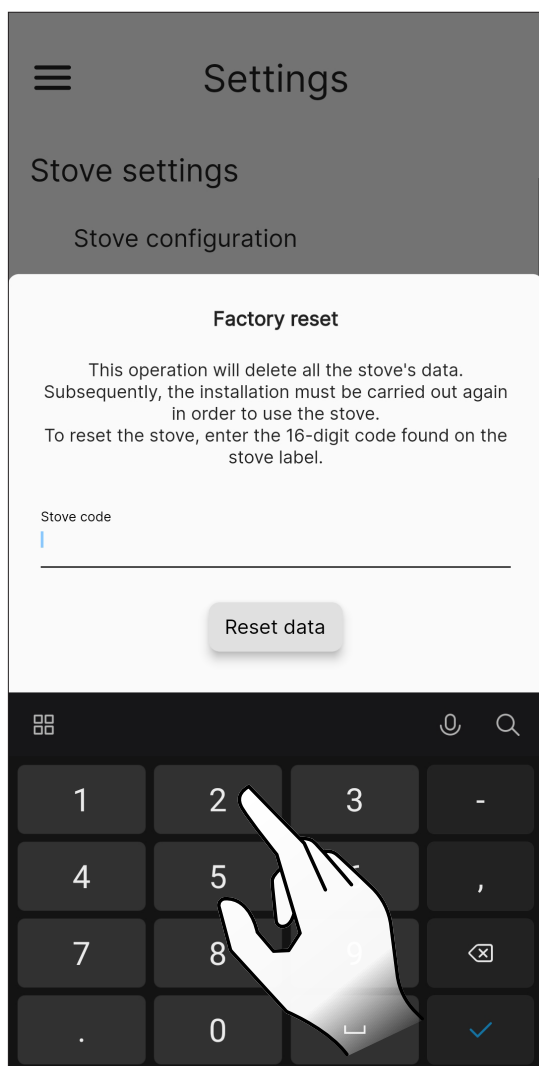 Settings
Stove settings
Stove configuration
Factory reset
This operation will delete all the stove's data.
Subsequently, the installation must be carried out again
in order to use the stove.
To reset the stove, enter the 16-digit code found on the
stove label.
Stove code
Reset data
1 2 3 -
4 5 ,
7 8 9
. 0